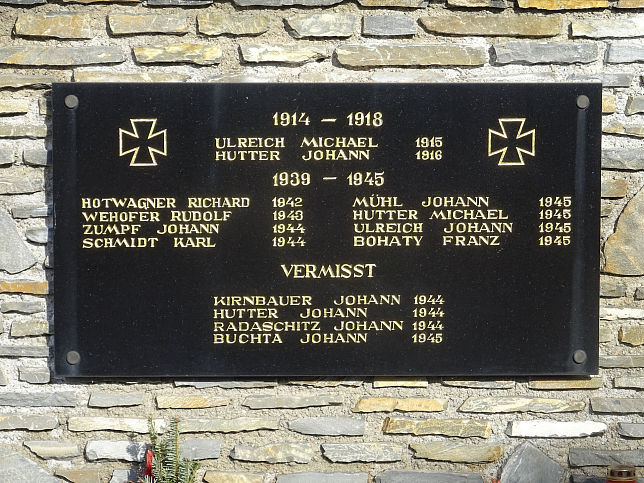 1914 – 1918
ULREICH MICHAEL 1915
HUTTER JOHANN 1916
1939 – 1945
HOTWAGNER RICHARD 1942 MÜHL JOHANN 1945
WEHOFER RUDOLF 1943 HUTTER MICHAEL 1945
ZUMPF JOHANN 1944 ULREICH JOHANN 1945
SCHMIDT KARL 1944 BOHATY FRANZ 1945
VERMISST
KIRNBAUER JOHANN 1944
HUTTER JOHANN 1944
RADASCHITZ JOHANN 1944
BUCHTA JOHANN 1945